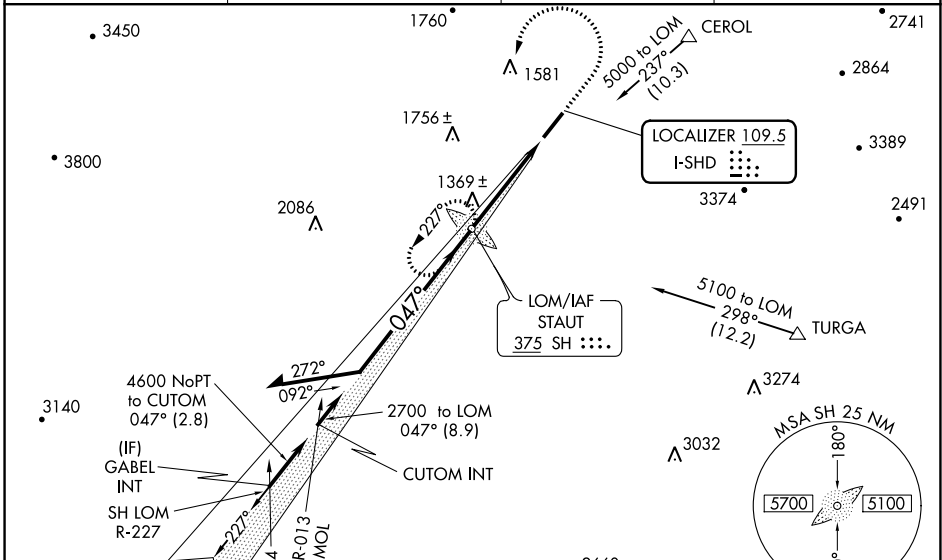 1760
3450
2741
CEROL
5000 to LOM
237°
(10.3)
1581
2864
1756 ±
LOCALIZER 109.5
I-SHD
3389
3800
3374
1369 ±
2491
2086
227°
047°
LOM/IAF
STAUT
375 SH
5100 to LOM
298°
(12.2)
TURGA
272°
092°
4600 NoPT
to CUTOM
047° (2.8)
3274
2700 to LOM
047° (8.9)
3140
MSA SH 25 NM
180°
(IF)
GABEL
INT
CUTOM INT
3032
5700
5100
SH LOM
R-227
227°
4
R-013
MOL